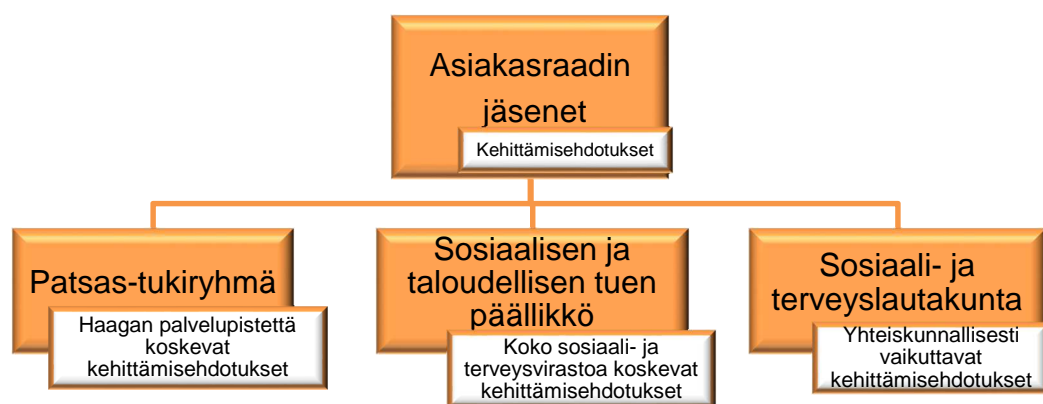 Asiakasraadin
jäsenet
Kehittämisehdotukset
Patsas-tukiryhmä
Haagan palvelupistettä
koskevat
kehittämisehdotukset
Sosiaalisen ja
taloudellisen tuen
päällikkö
Koko sosiaali- ja
terveysvirastoa koskevat
kehittämisehdotukset
Sosiaali- ja
terveyslautakunta
Yhteiskunnallisesti
vaikuttavat
kehittämisehdotukset